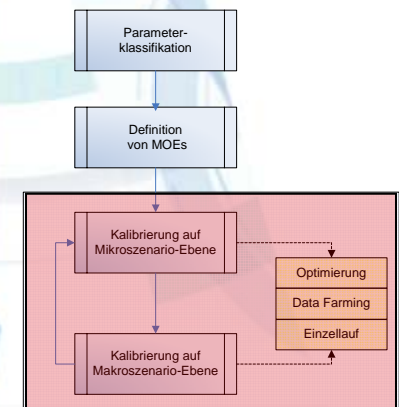 Parameter-
klassifikation
Definition
von MOEs
Kalibrierung auf
Mikroszenario-Ebene
Optimierung
Data Farming
Einzellauf
Kalibrierung auf
Makroszenario-Ebene